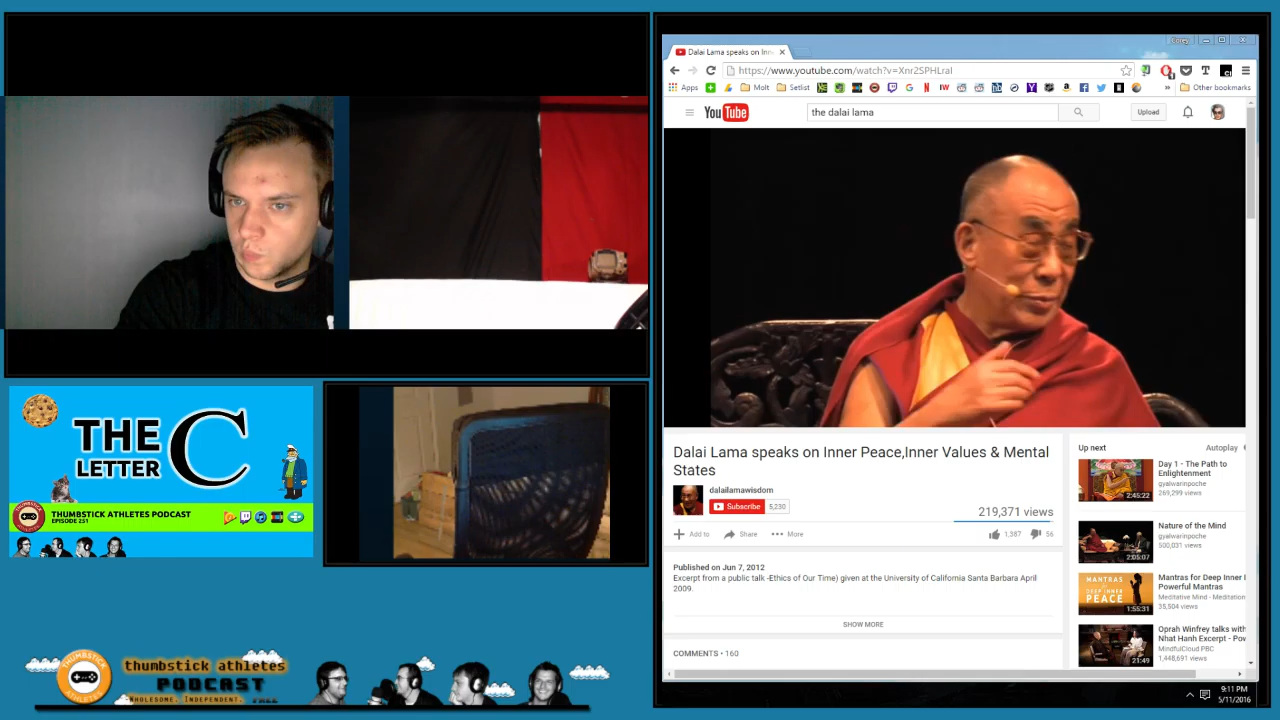 Dalai Lama speaks on Inn
https://www.youtube.com/watch?v=Xnr2SPHLraI
Apps
Molt
Setlist
Other bookmarks
YouTube
the dalai lama
Upload
THE
LETTER
C
THUMBSTICK ATHLETES PODCAST
EPISODE 251
thumbstick athletes
PODCAST
WHOLESOME. INDEPENDENT. FREE
THUMBSTICK
ATHLETES
Dalai Lama speaks on Inner Peace,Inner Values & Mental
States
dalailamawisdom
Subscribe 5,230
219,371 views
Add to Share More 1,387 56
Published on Jun 7, 2012
Excerpt from a public talk -Ethics of Our Time) given at the University of California Santa Barbara April
2009.
SHOW MORE
COMMENTS • 160
Up next Autoplay
Day 1 - The Path to
Enlightenment
gyalwarinpoche
269,299 views
2:45:22
Nature of the Mind
gyalwarinpoche
500,031 views
2:05:07
Mantras for Deep Inner
Powerful Mantras
Meditative Mind - Meditation
35,504 views
MANTRAS
for DEEP INNER
PEACE
1:55:31
Oprah Winfrey talks with
Nhat Hanh Excerpt - Pow
MindfulCloud PBC
1,448,691 views
21:49
9:11 PM
5/11/2016